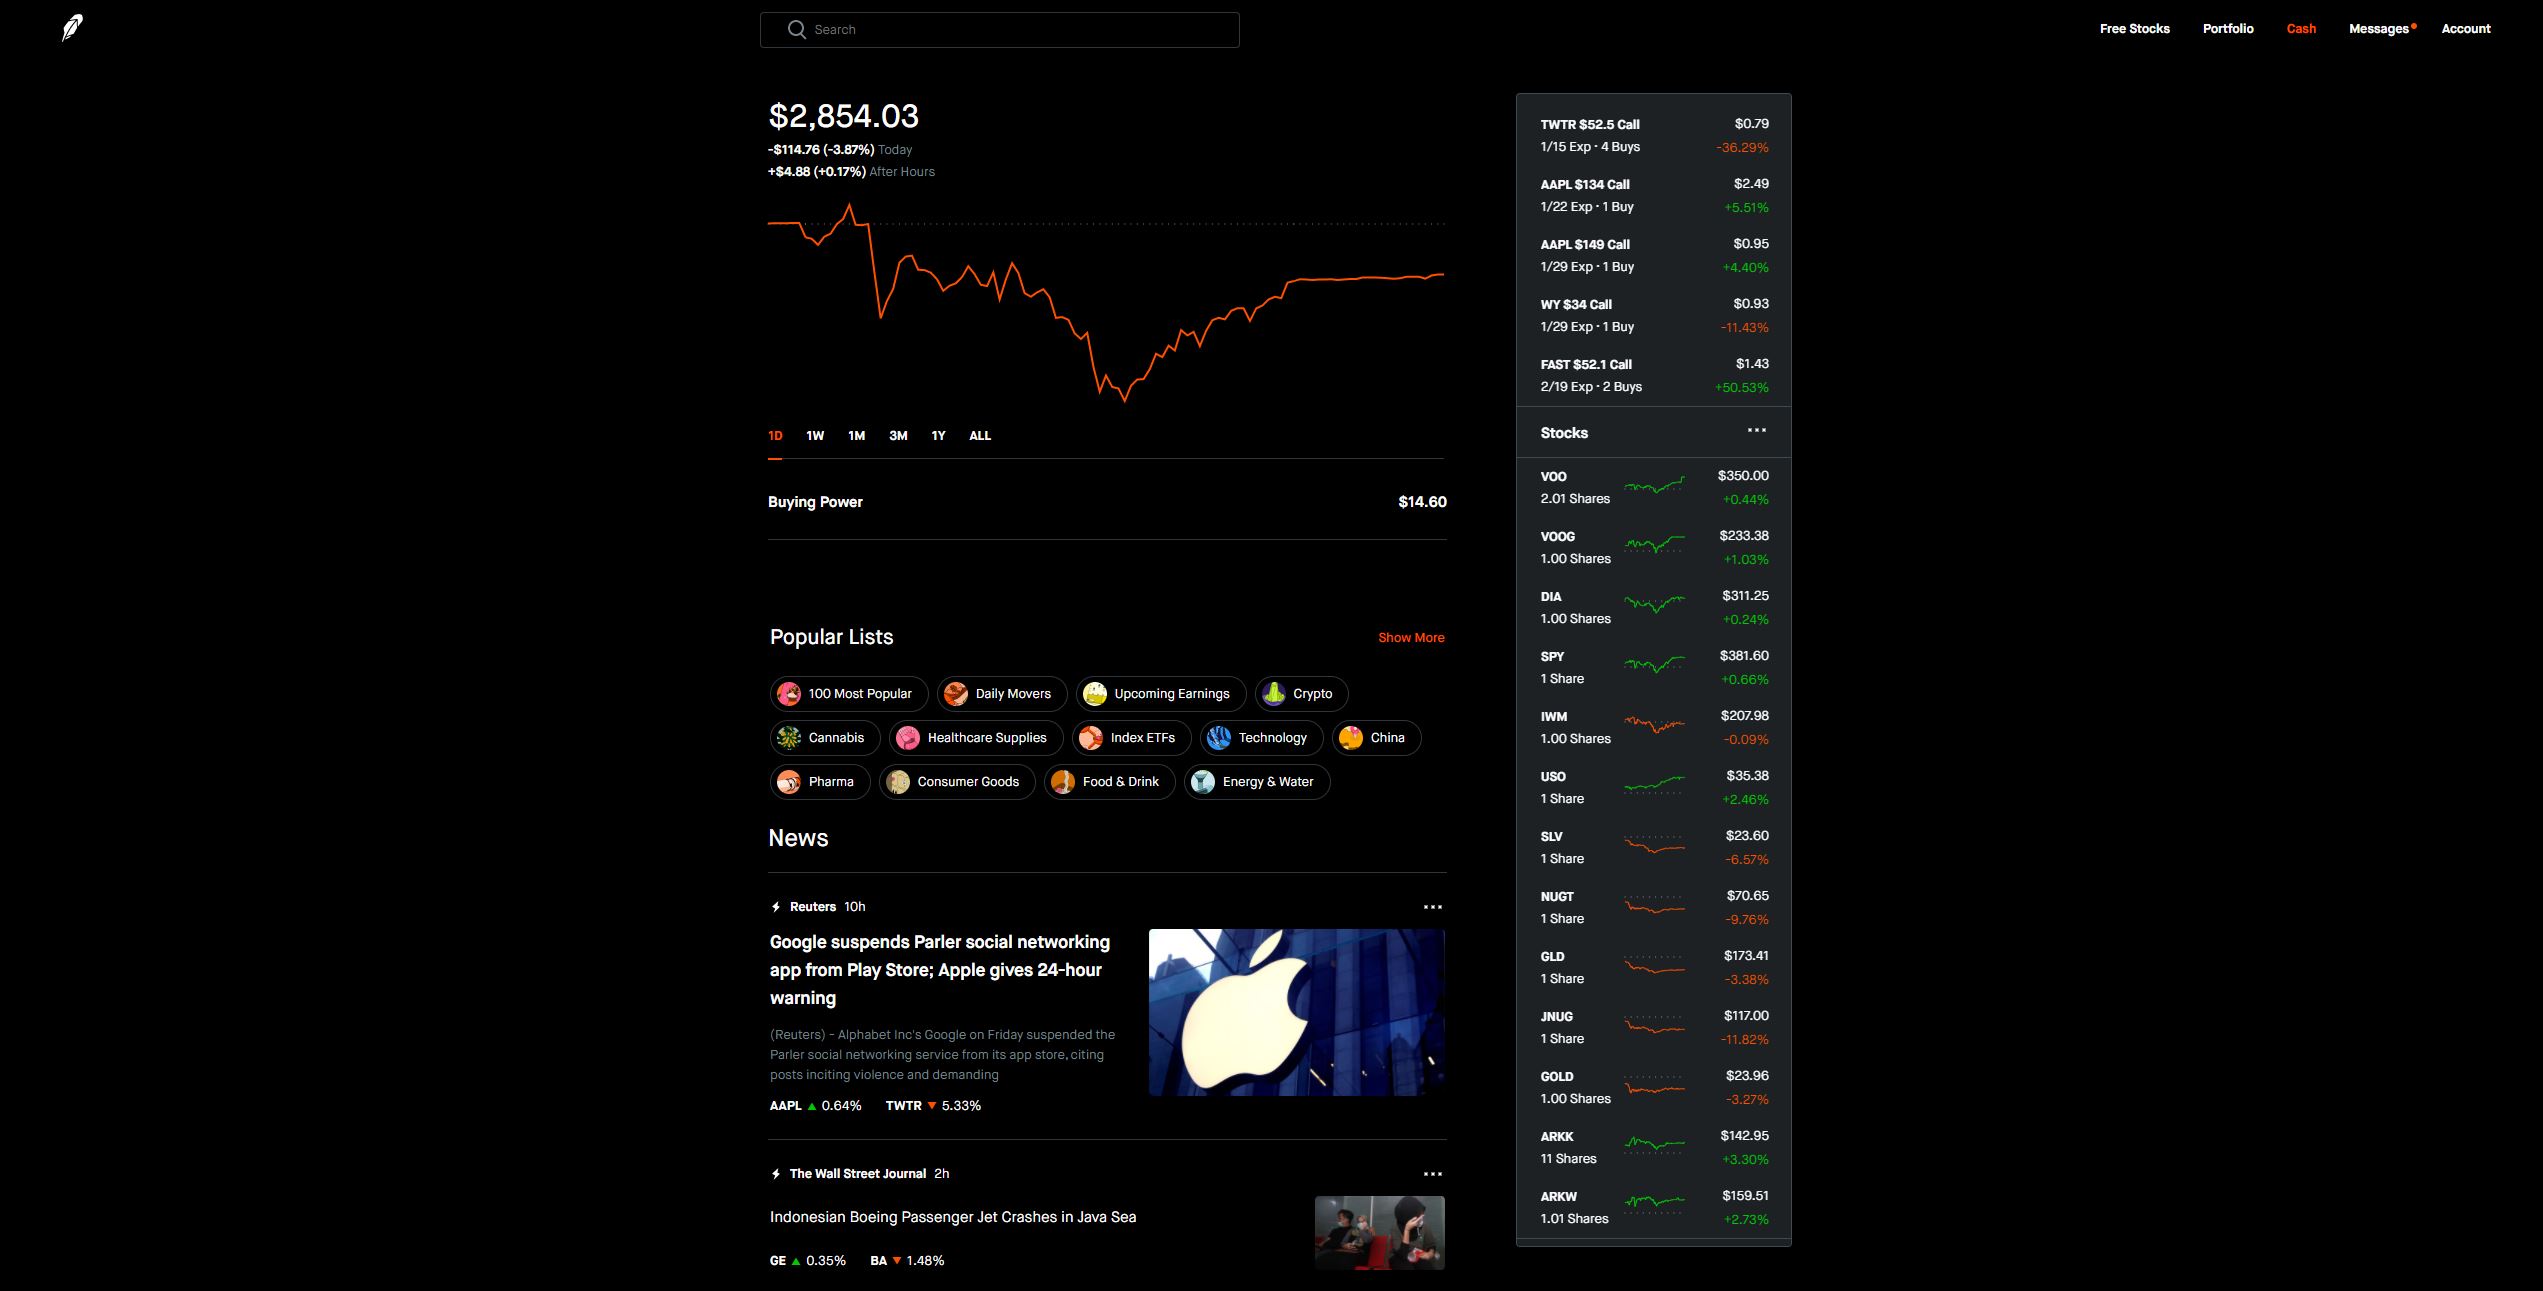 Search
Free Stocks
Portfolio
Cash
Messages
Account
$2,854.03
-$114.76 (-3.87%) Today
+$4.88 (+0.17%) After Hours
1D 1W 1M 3M 1Y ALL
Buying Power $14.60
Popular Lists Show More
100 Most Popular
Daily Movers
Upcoming Earnings
Crypto
Cannabis
Healthcare Supplies
Index ETFs
Technology
China
Pharma
Consumer Goods
Food & Drink
Energy & Water
News
Reuters 10h
Google suspends Parler social networking
app from Play Store; Apple gives 24-hour
warning
(Reuters) - Alphabet Inc's Google on Friday suspended the
Parler social networking service from its app store, citing
posts inciting violence and demanding
AAPL 0.64% TWTR 5.33%
The Wall Street Journal 2h
Indonesian Boeing Passenger Jet Crashes in Java Sea
GE 0.35% BA 1.48%
TWTR $52.5 Call $0.79
1/15 Exp · 4 Buys -36.29%
AAPL $134 Call $2.49
1/22 Exp · 1 Buy +5.51%
AAPL $149 Call $0.95
1/29 Exp · 1 Buy +4.40%
WY $34 Call $0.93
1/29 Exp · 1 Buy -11.43%
FAST $52.1 Call $1.43
2/19 Exp · 2 Buys +50.53%
Stocks
VOO $350.00
2.01 Shares +0.44%
VOOG $233.38
1.00 Shares +1.03%
DIA $311.25
1.00 Shares +0.24%
SPY $381.60
1 Share +0.66%
IWM $207.98
1.00 Shares -0.09%
USO $35.38
1 Share +2.46%
SLV $23.60
1 Share -6.57%
NUGT $70.65
1 Share -9.76%
GLD $173.41
1 Share -3.38%
JNUG $117.00
1 Share -11.82%
GOLD $23.96
1.00 Shares -3.27%
ARKK $142.95
11 Shares +3.30%
ARKW $159.51
1.01 Shares +2.73%